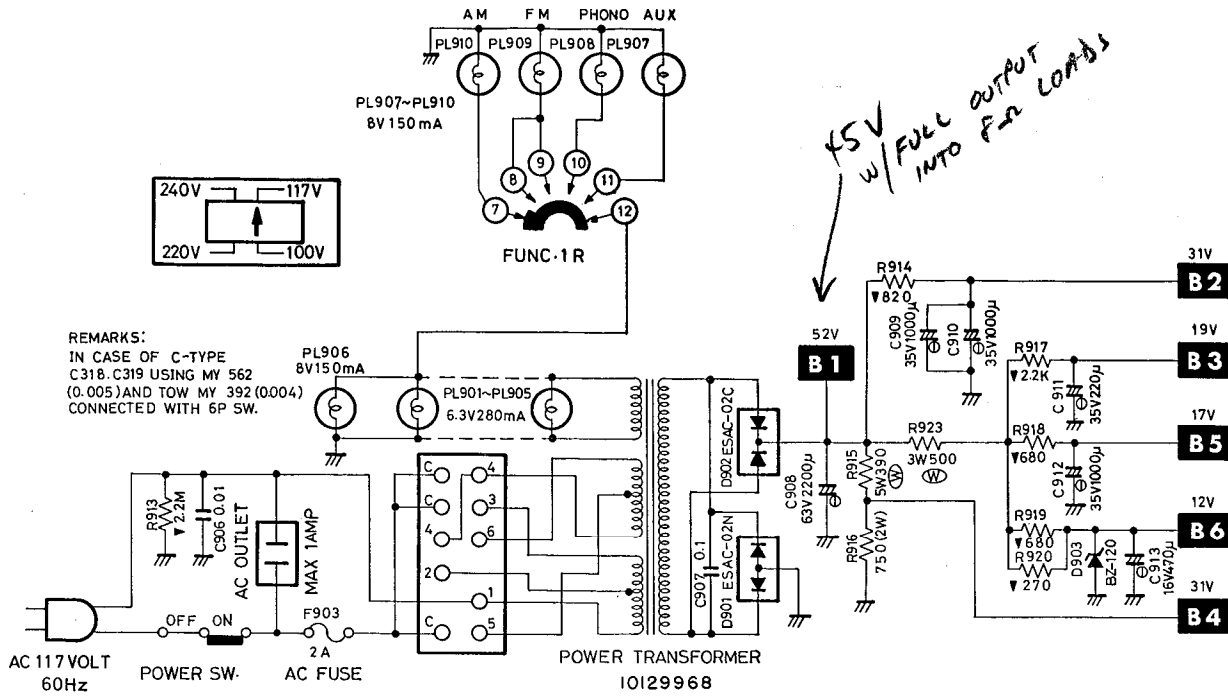 AM FM PHONO AUX
PL910 PL909 PL908 PL907
PL907~PL910
8V 150mA
7 8 9 10 11 12
FUNC-1R
45V
W/FULL OUTPUT
INTO 8-Ω LOADS
240V 117V
220V 100V
REMARKS:
IN CASE OF C-TYPE
C318.C319 USING MY 562
(0.005) AND TOW MY 392 (0.004)
CONNECTED WITH 6P SW.
PL906
8V150mA
PL901~PL905
6.3V280mA
R913
▼2.2M
C906 0.01
AC OUTLET
MAX 1AMP
OFF ON
F903
2A
AC 117 VOLT
60Hz
POWER SW.
AC FUSE
C 4
C 3
4 6
2
1
C 5
POWER TRANSFORMER
10129968
D902 ESAC-02C
C907 0.1
D901 ESAC-02N
52V
B1
C908
63V 2200μ
R914
▼820
C909
35V1000μ
C910
35V1000μ
31V
B2
R915
5W390
W
R923
3W500
W
R916
750(2W)
R917
▼2.2K
C911
35V220μ
19V
B3
R918
▼680
C912
35V1000μ
17V
B5
R919
▼680
R920
▼270
D903
BZ-120
C913
16V470μ
12V
B6
31V
B4